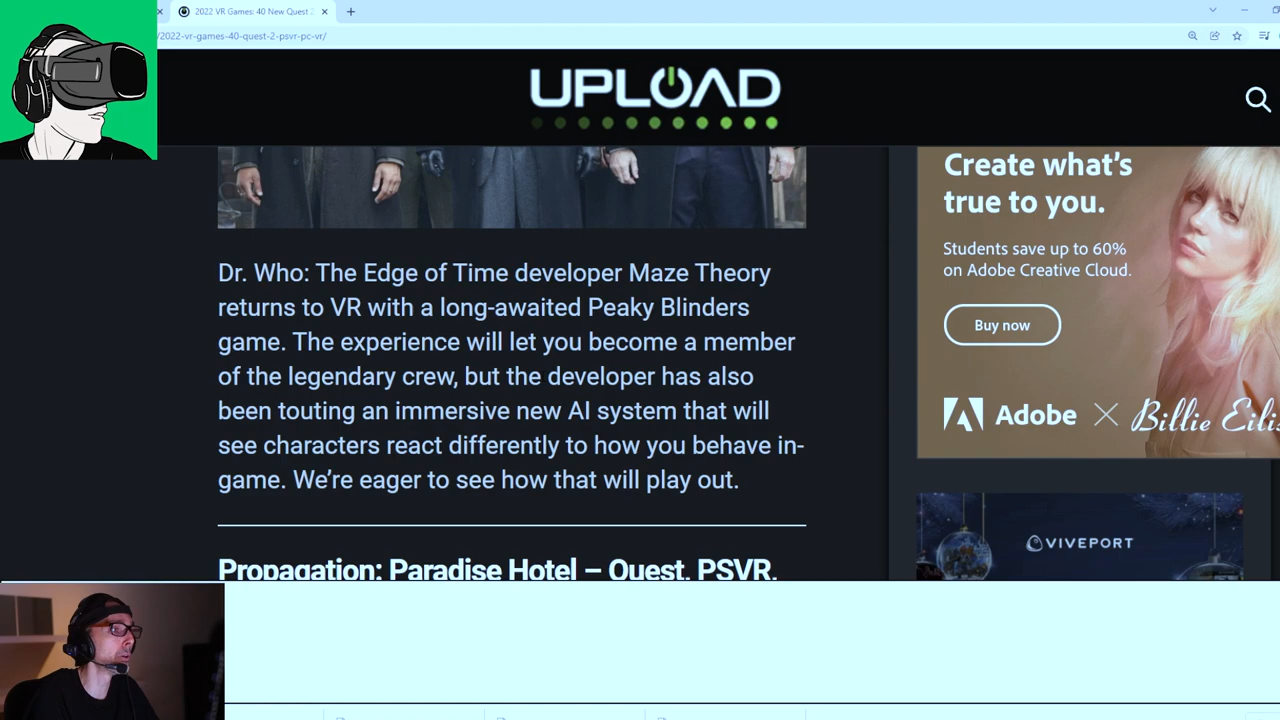 2022 VR Games: 40 New Quest 2
/2022-vr-games-40-quest-2-psvr-pc-vr/
UPLOAD
Create what's
true to you.
Students save up to 60%
on Adobe Creative Cloud.
Buy now
Adobe
Billie Eilis
VIVEPORT
Dr. Who: The Edge of Time developer Maze Theory
returns to VR with a long-awaited Peaky Blinders
game. The experience will let you become a member
of the legendary crew, but the developer has also
been touting an immersive new AI system that will
see characters react differently to how you behave in-
game. We're eager to see how that will play out.
Propagation: Paradise Hotel – Quest, PSVR,